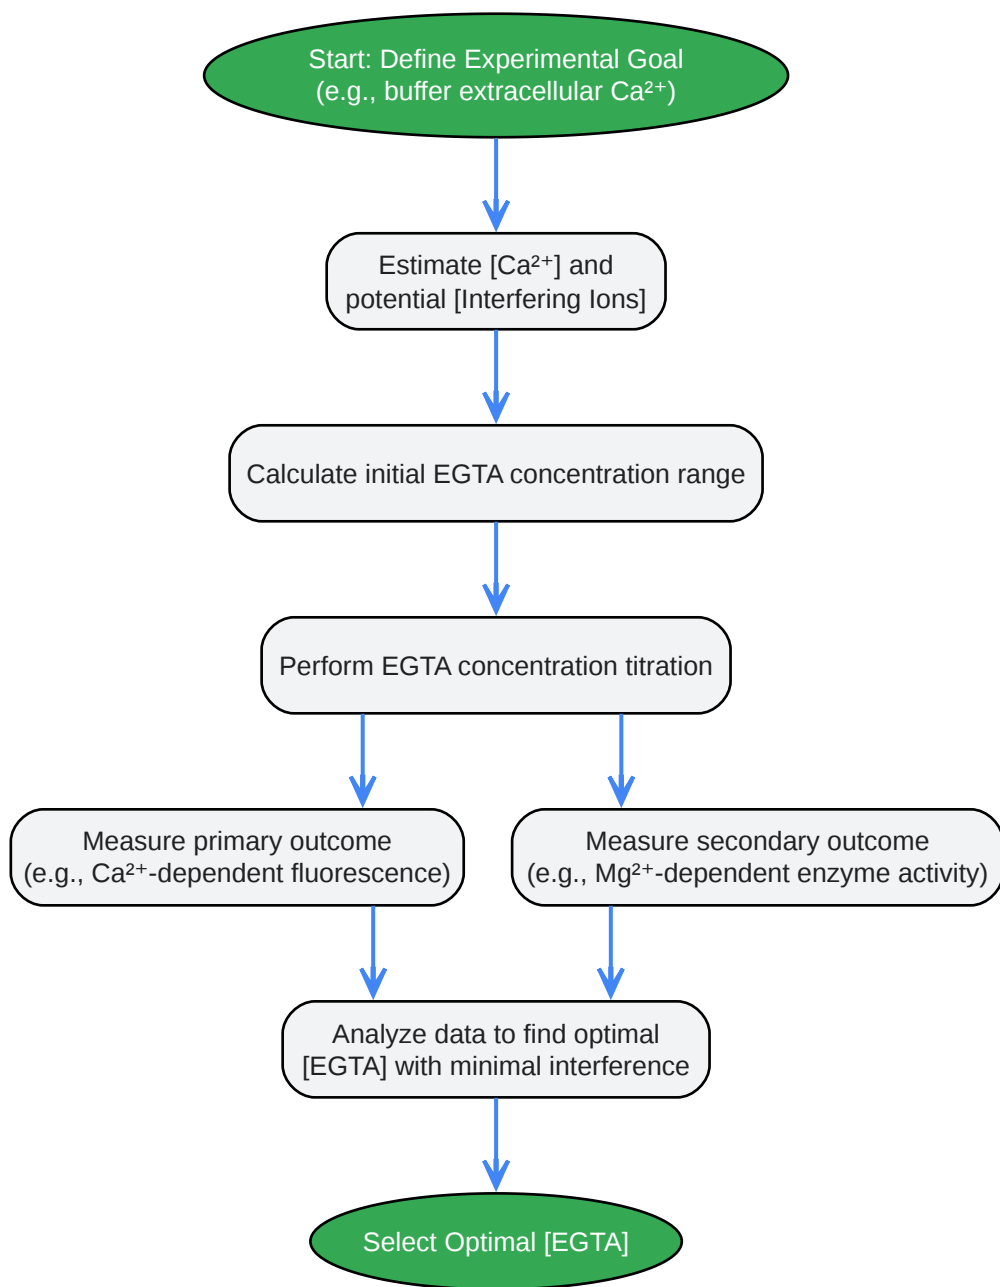 Start: Define Experimental Goal
(e.g., buffer extracellular Ca²⁺)
Estimate [Ca²⁺] and
potential [Interfering Ions]
Calculate initial EGTA concentration range
Perform EGTA concentration titration
Measure primary outcome
(e.g., Ca²⁺-dependent fluorescence)
Measure secondary outcome
(e.g., Mg²⁺-dependent enzyme activity)
Analyze data to find optimal
[EGTA] with minimal interference
Select Optimal [EGTA]